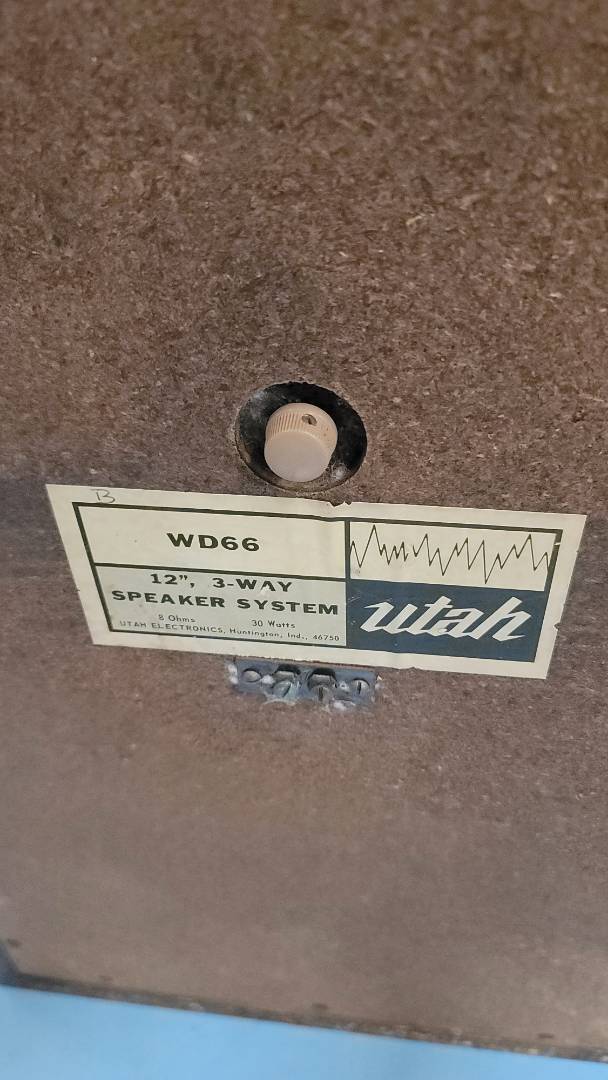 B
WD66
12", 3-WAY
SPEAKER SYSTEM
8 Ohms 30 Watts
UTAH ELECTRONICS, Huntington, Ind., 46750
utah